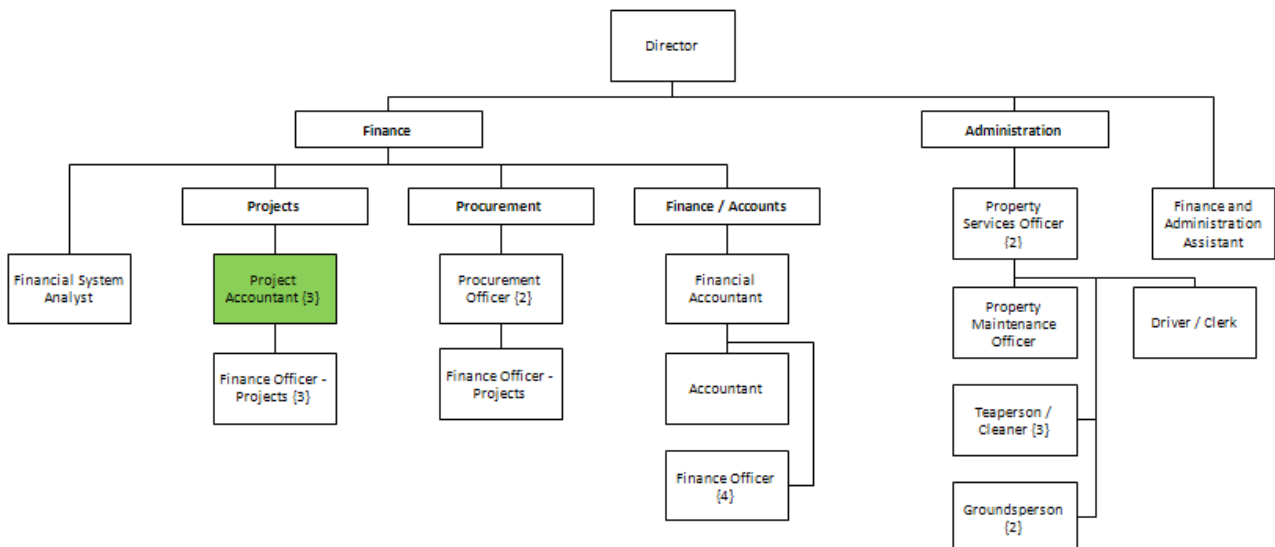 Director
Finance
Administration
Projects
Procurement
Finance / Accounts
Property
Services Officer
{2}
Finance and
Administration
Assistant
Financial System
Analyst
Project
Accountant {3}
Procurement
Officer {2}
Financial
Accountant
Property
Maintenance
Officer
Driver / Clerk
Finance Officer -
Projects {3}
Finance Officer -
Projects
Accountant
Teaperson /
Cleaner {3}
Finance Officer
{4}
Groundsperson
{2}